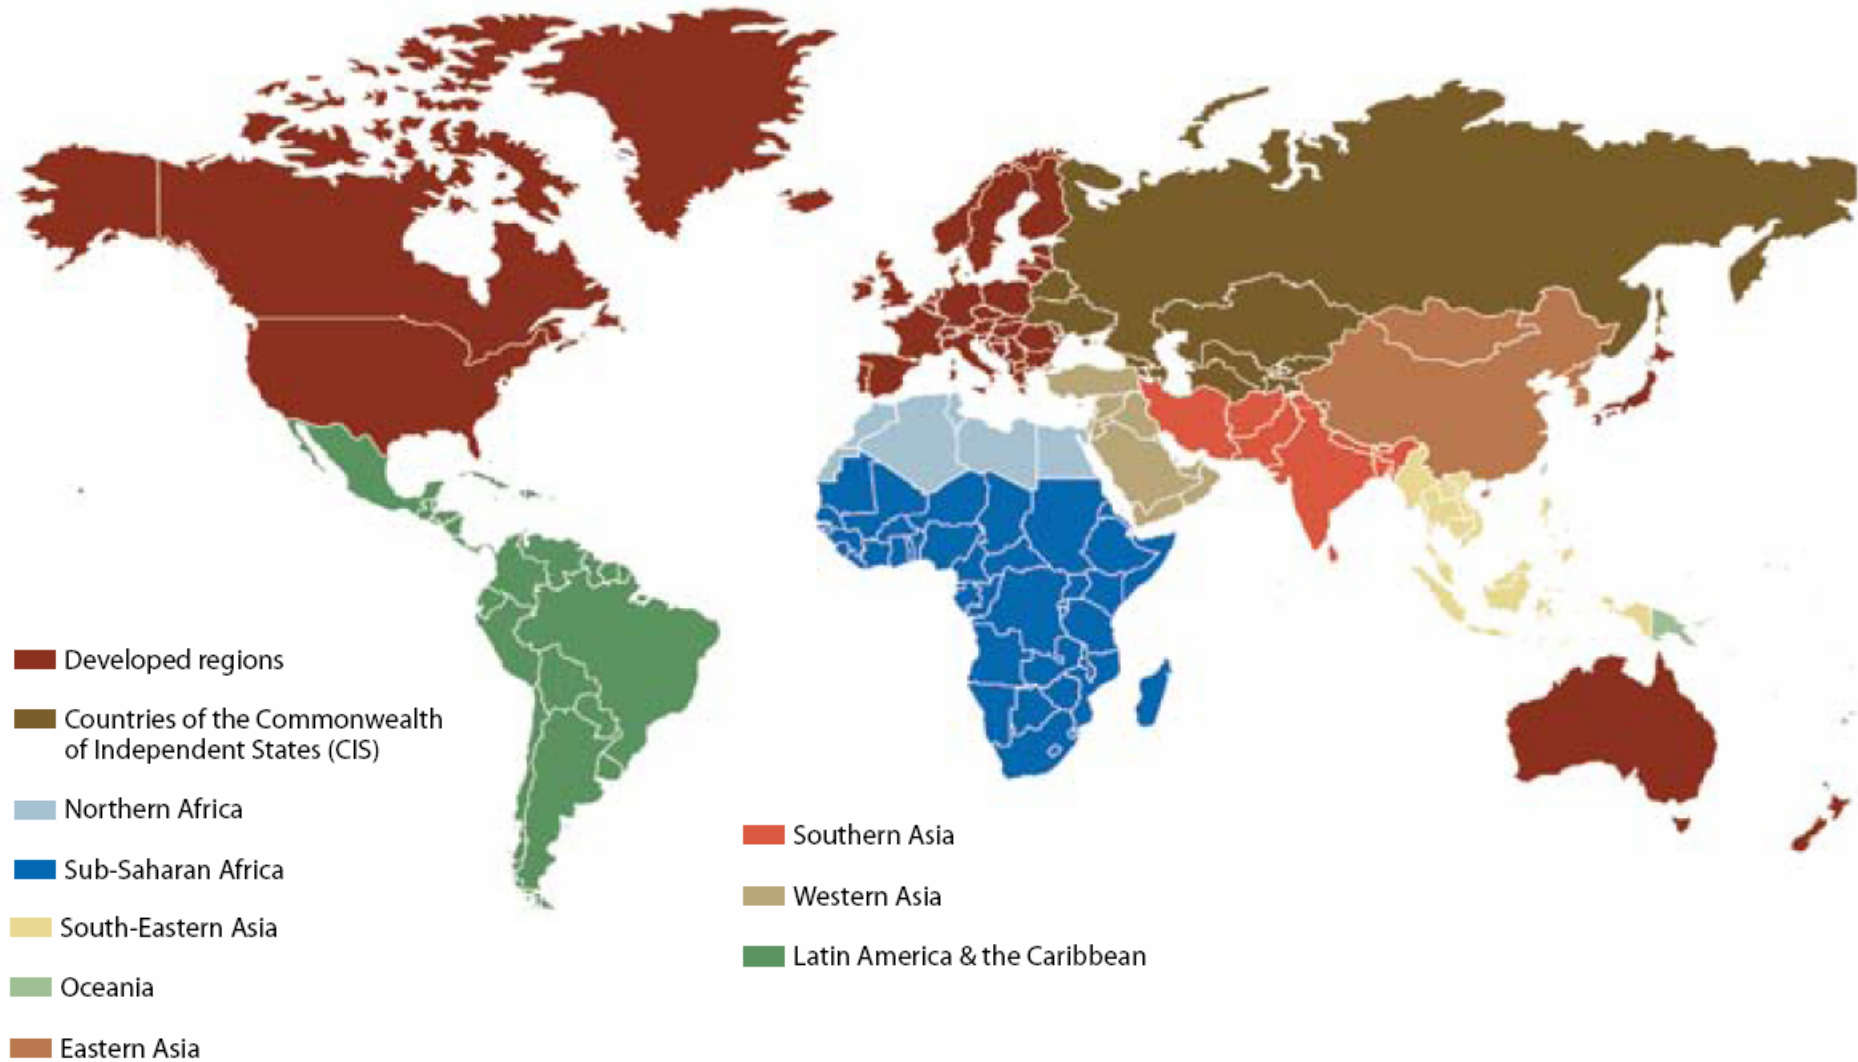 Developed regions
Countries of the Commonwealth
of Independent States (CIS)
Northern Africa
Sub-Saharan Africa
South-Eastern Asia
Oceania
Eastern Asia
Southern Asia
Western Asia
Latin America & the Caribbean